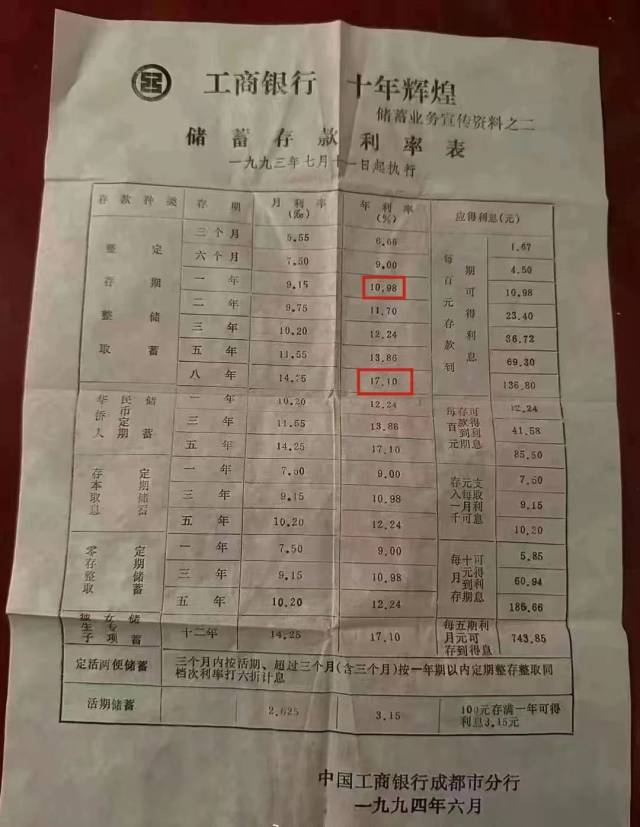 工商银行 十年辉煌
储蓄业务宣传资料之二
储蓄存款利率表
一九九三年七月十一日起执行
存款种类 存期 月利率(‰) 年利率(%) 应得利息(元)
整存整取定期储蓄 每百元存款到期可得利息
三个月 5.55 6.66 1.67
六个月 7.50 9.00 4.50
一年 9.15 10.98 10.98
二年 9.75 11.70 23.40
三年 10.20 12.24 36.72
五年 11.55 13.86 69.30
八年 14.25 17.10 136.80
华侨人民币定期储蓄 每百元存款到期可得利息
一年 10.20 12.24 12.24
三年 11.55 13.86 41.58
五年 14.25 17.10 85.50
存本取息定期储蓄 存入一千元每月可支取利息
一年 7.50 9.00 7.50
三年 9.15 10.98 9.15
五年 10.20 12.24 10.20
零存整取定期储蓄 每月存十元到期可得利息
一年 7.50 9.00 5.85
三年 9.15 10.98 60.94
五年 10.20 12.24 186.66
独生子女专项储蓄 十二年 14.25 17.10 每月存五元到期可得利息 743.85
定活两便储蓄 三个月内按活期、超过三个月(含三个月)按一年期以内定期整存整取同
档次利率打六折计息
活期储蓄 2.625 3.15 100元存满一年可得
利息3.15元
中国工商银行成都市分行
一九九四年六月